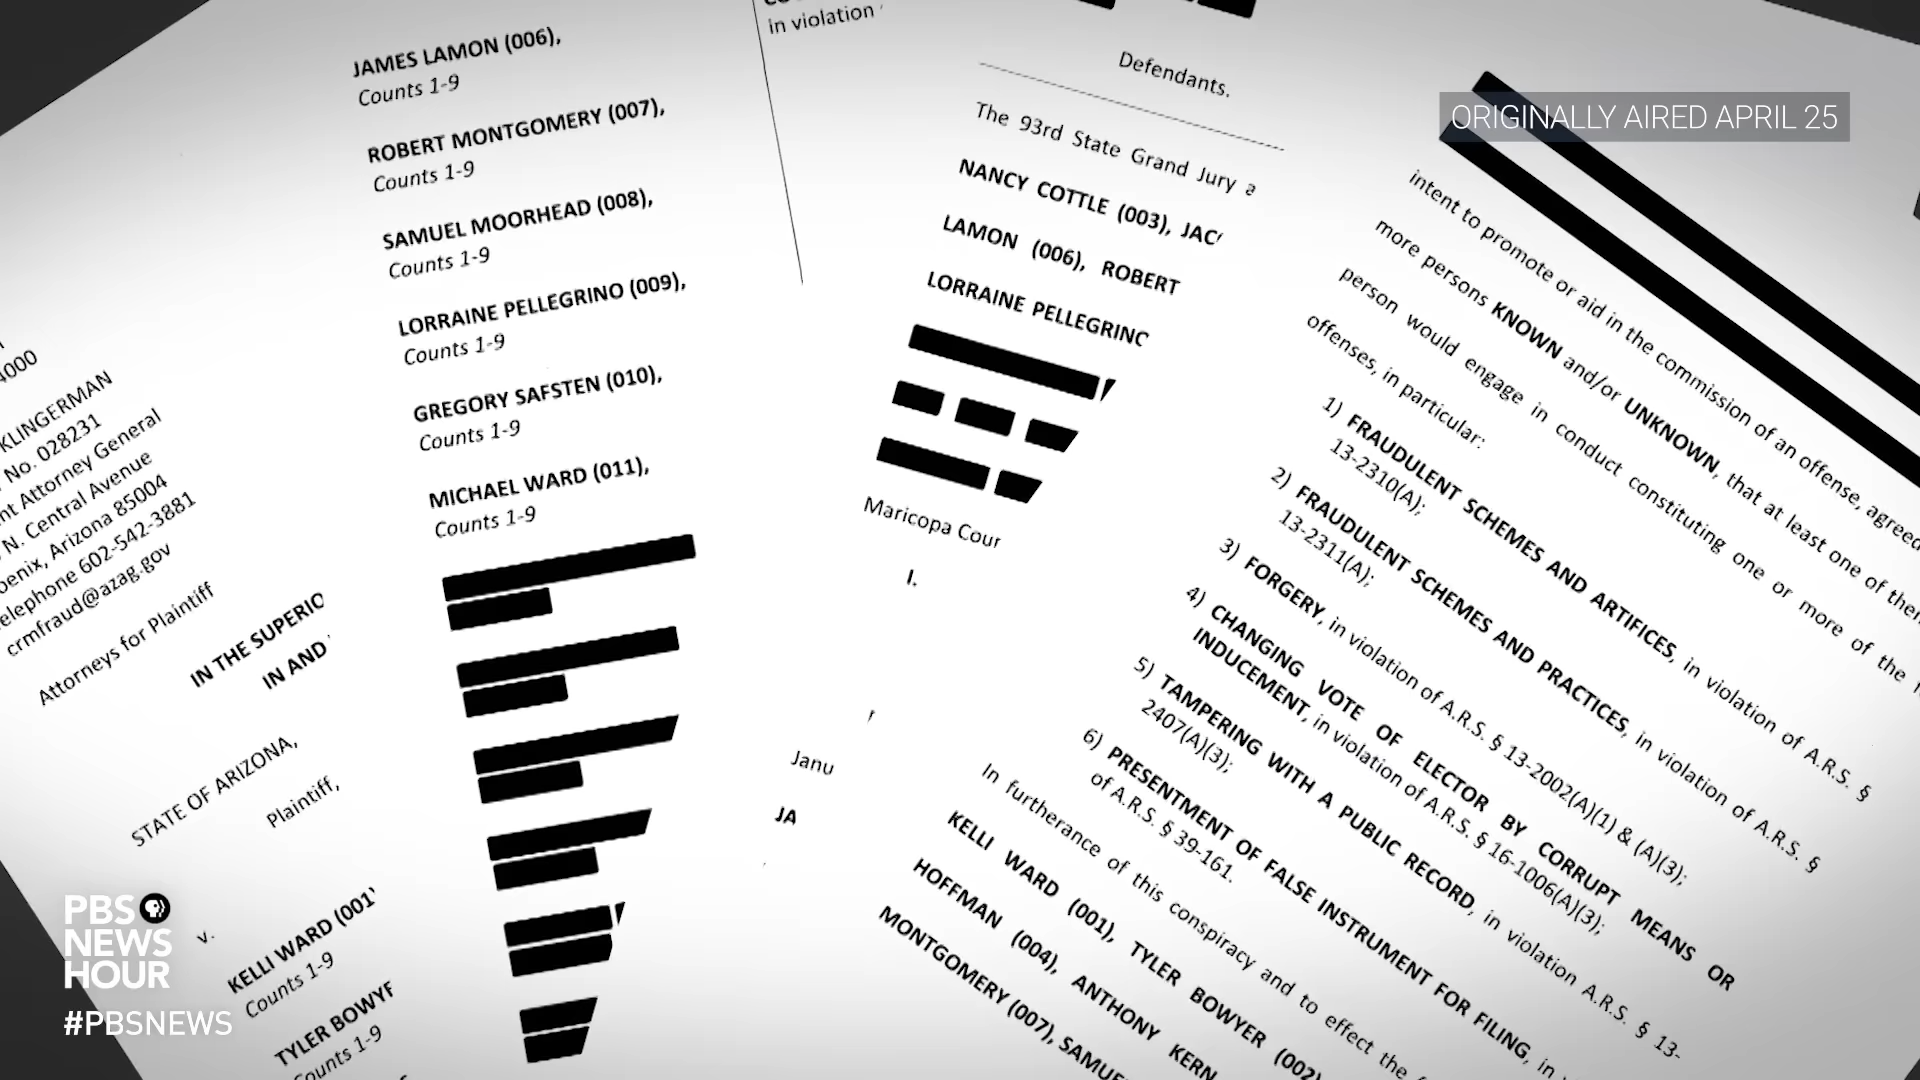 JAMES LAMON (006),
Counts 1-9
ROBERT MONTGOMERY (007),
Counts 1-9
SAMUEL MOORHEAD (008),
Counts 1-9
LORRAINE PELLEGRINO (009),
Counts 1-9
GREGORY SAFSTEN (010),
Counts 1-9
MICHAEL WARD (011),
Counts 1-9
4000
KLINGERMAN
No. 028231
Attorney General
N. Central Avenue
Arizona 85004
602-542-3881
crmfraud@azag.gov
Attorneys for Plaintiff
IN THE
IN AND
STATE OF ARIZONA,
Plaintiff,
v.
KELLI WARD (001
Counts 1-9
TYLER
Counts 1-9
in violation
Defendants.
The 93rd State Grand Jury
NANCY COTTLE (003),
LAMON (006), ROBERT
LORRAINE
Maricopa
I.
Janu
JA
ORIGINALLY AIRED APRIL 25
intent to promote or aid in the commission of an offense, agreed
more persons KNOWN and/or UNKNOWN, that at least one of
person would engage in conduct constituting one or more of the
offenses, in particular:
1) FRAUDULENT SCHEMES AND ARTIFICES, in violation of A.R.S. §
13-2310(A);
2) FRAUDULENT SCHEMES AND PRACTICES, in violation of A.R.S. §
13-2311(A);
3) FORGERY, in violation of A.R.S. § 13-2002(A)(1) & (A)(3);
4) CHANGING VOTE OF ELECTOR BY CORRUPT MEANS OR
INDUCEMENT, in violation of A.R.S. § 16-1006(A)(3);
5) TAMPERING WITH A PUBLIC RECORD, in violation A.R.S. § 13-
2407(A)(3);
6) PRESENTMENT OF FALSE INSTRUMENT FOR FILING, in
of A.R.S. § 39-161.
In furtherance of this conspiracy and to effect the
KELLI WARD (001), TYLER BOWYER (002)
HOFFMAN (004), ANTHONY KERN
MONTGOMERY (007),
PBS
NEWS
HOUR
#PBSNEWS